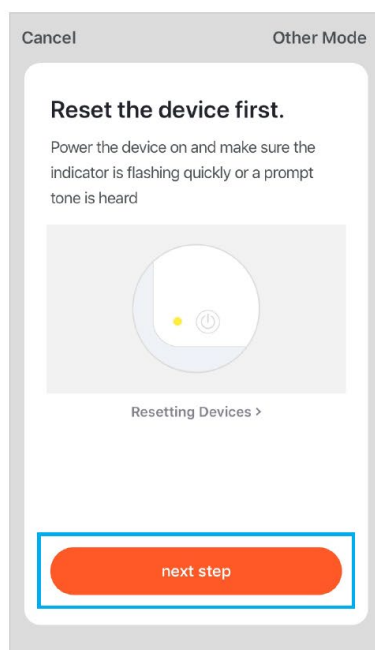 Cancel
Other Mode
Reset the device first.
Power the device on and make sure the
indicator is flashing quickly or a prompt
tone is heard
Resetting Devices >
next step